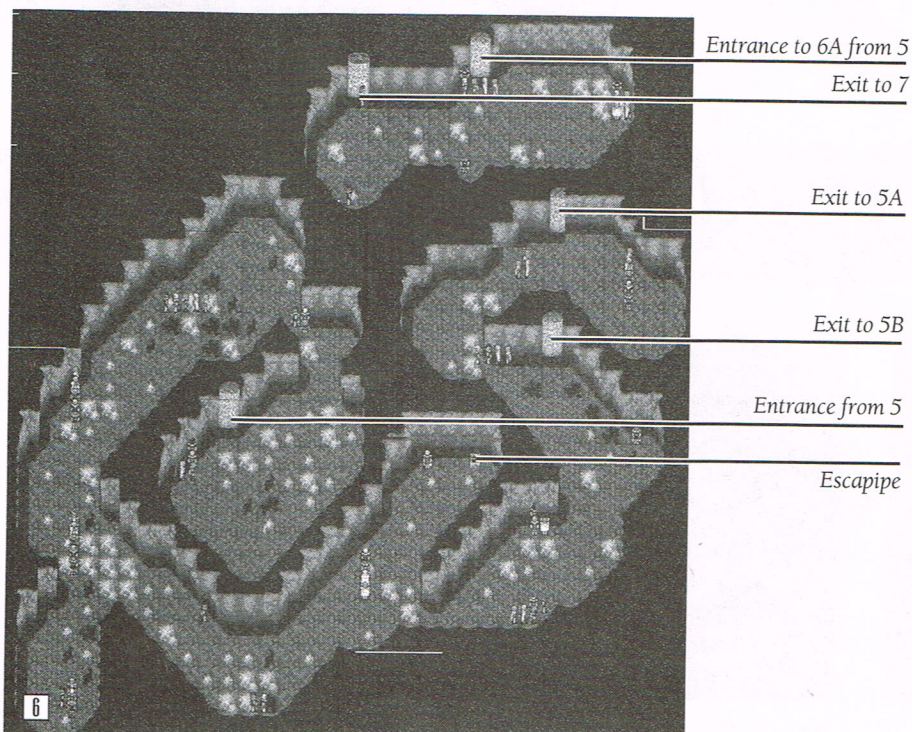 Entrance to 6A from 5
Exit to 7
Exit to 5A
Exit to 5B
Entrance from 5
Escapipe
6